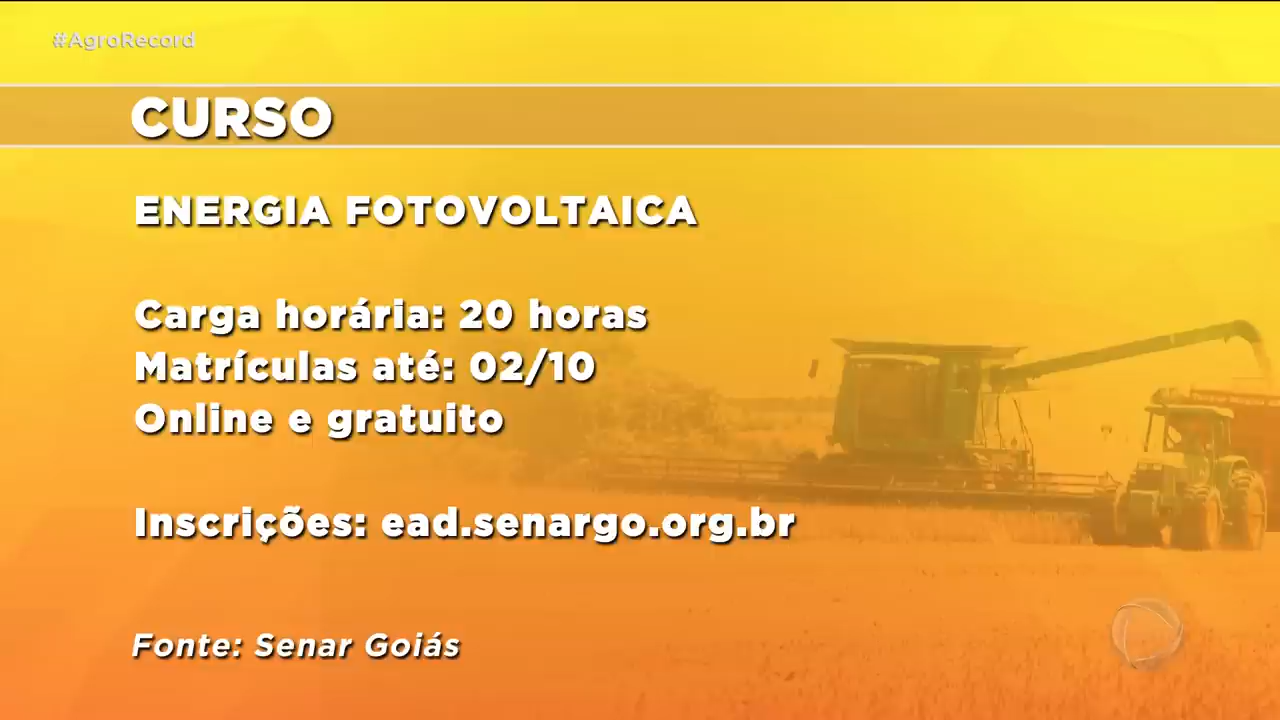 #AgroRecord
CURSO
ENERGIA FOTOVOLTAICA
Carga horária: 20 horas
Matrículas até: 02/10
Online e gratuito
Inscrições: ead.senargo.org.br
Fonte: Senar Goiás